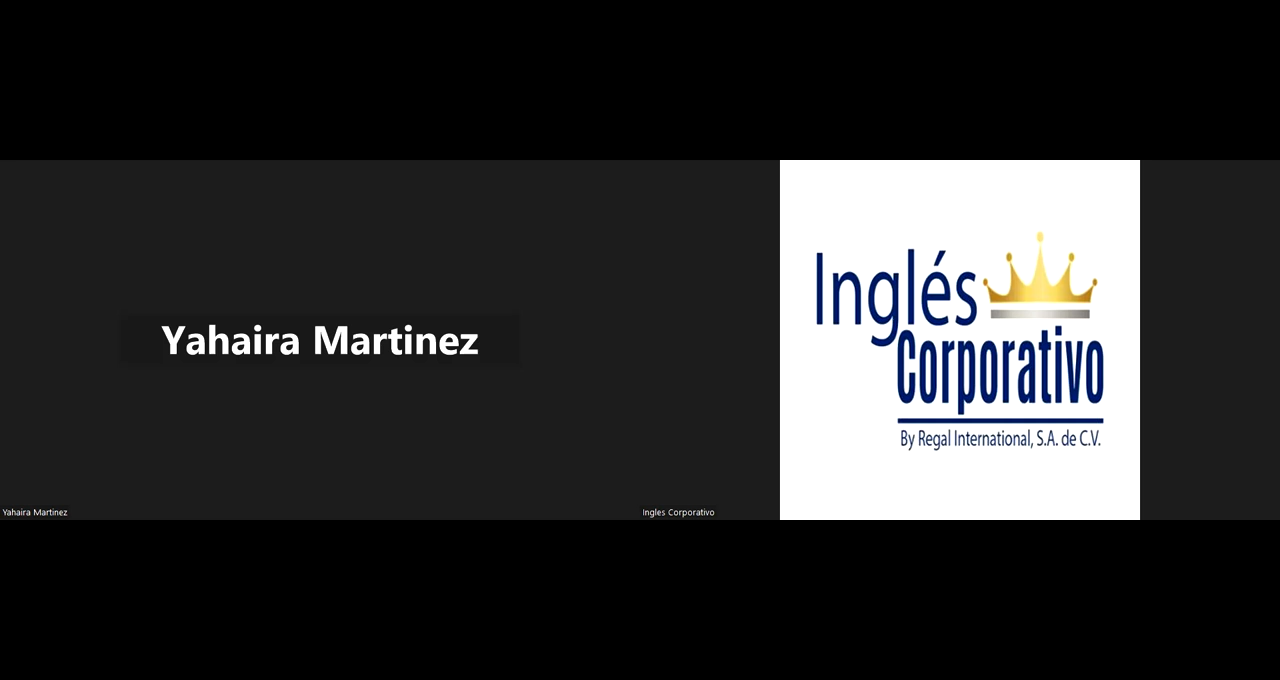 Yahaira Martinez
Inglés
Corporativo
By Regal International, S.A. de C.V.
Yahaira Martinez
Ingles Corporativo